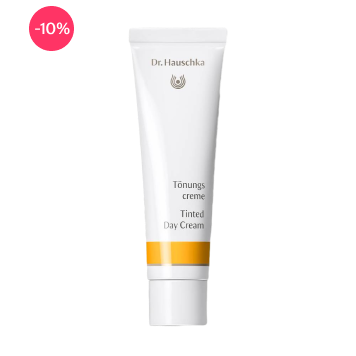 -10%
Dr. Hauschka
Tönungs
creme
Tinted
Day Cream